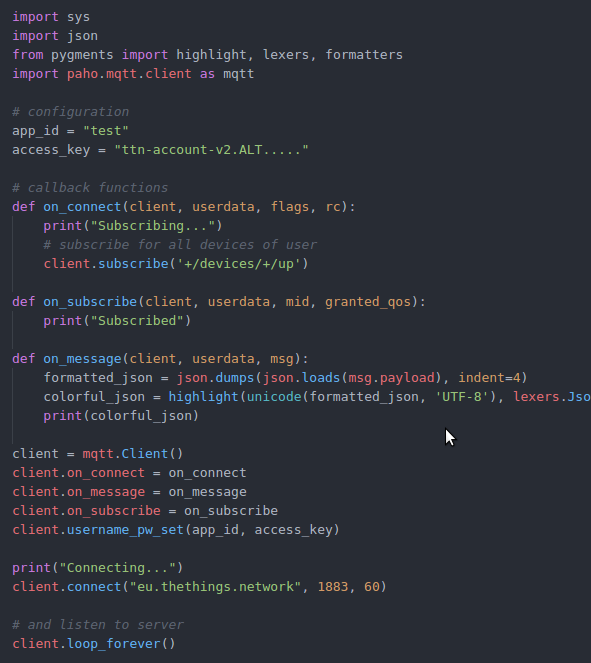 import sys
import json
from pygments import highlight, lexers, formatters
import paho.mqtt.client as mqtt

# configuration
app_id = "test"
access_key = "ttn-account-v2.ALT....."

# callback functions
def on_connect(client, userdata, flags, rc):
    print("Subscribing...")
    # subscribe for all devices of user
    client.subscribe('+/devices/+/up')

def on_subscribe(client, userdata, mid, granted_qos):
    print("Subscribed")

def on_message(client, userdata, msg):
    formatted_json = json.dumps(json.loads(msg.payload), indent=4)
    colorful_json = highlight(unicode(formatted_json, 'UTF-8'), lexers.Jso
    print(colorful_json)

client = mqtt.Client()
client.on_connect = on_connect
client.on_message = on_message
client.on_subscribe = on_subscribe
client.username_pw_set(app_id, access_key)

print("Connecting...")
client.connect("eu.thethings.network", 1883, 60)

# and listen to server
client.loop_forever()